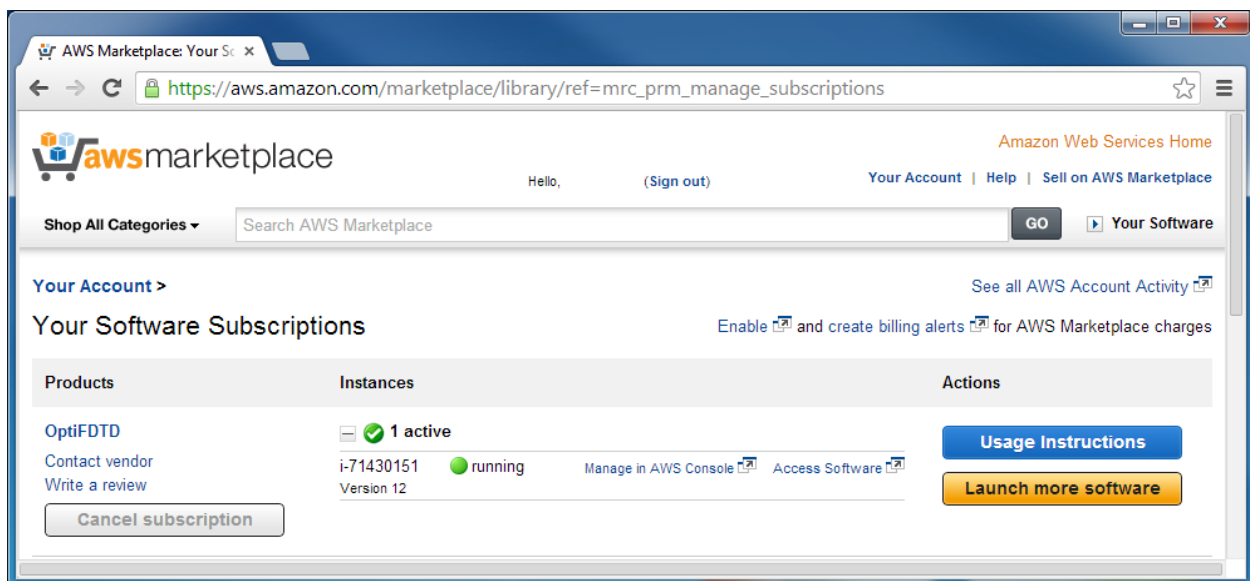 AWS Marketplace: Your Sc
https://aws.amazon.com/marketplace/library/ref=mrc_prm_manage_subscriptions
awsmarketplace
Amazon Web Services Home
Hello, (Sign out)
Your Account | Help | Sell on AWS Marketplace
Shop All Categories
Search AWS Marketplace
GO
Your Software
Your Account >
See all AWS Account Activity
Your Software Subscriptions
Enable and create billing alerts for AWS Marketplace charges
Products Instances Actions
OptiFDTD
1 active
Usage Instructions
Contact vendor
i-71430151 running Manage in AWS Console Access Software
Write a review
Version 12
Launch more software
Cancel subscription